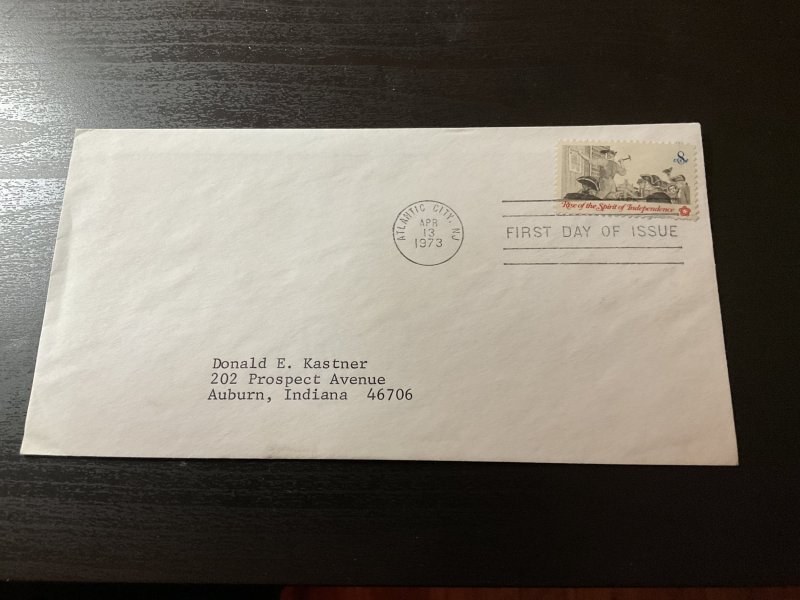 8
Rise of the Spirit of Independence
ATLANTIC CITY, NJ
APR
13
1973
FIRST DAY OF ISSUE
Donald E. Kastner
202 Prospect Avenue
Auburn, Indiana 46706